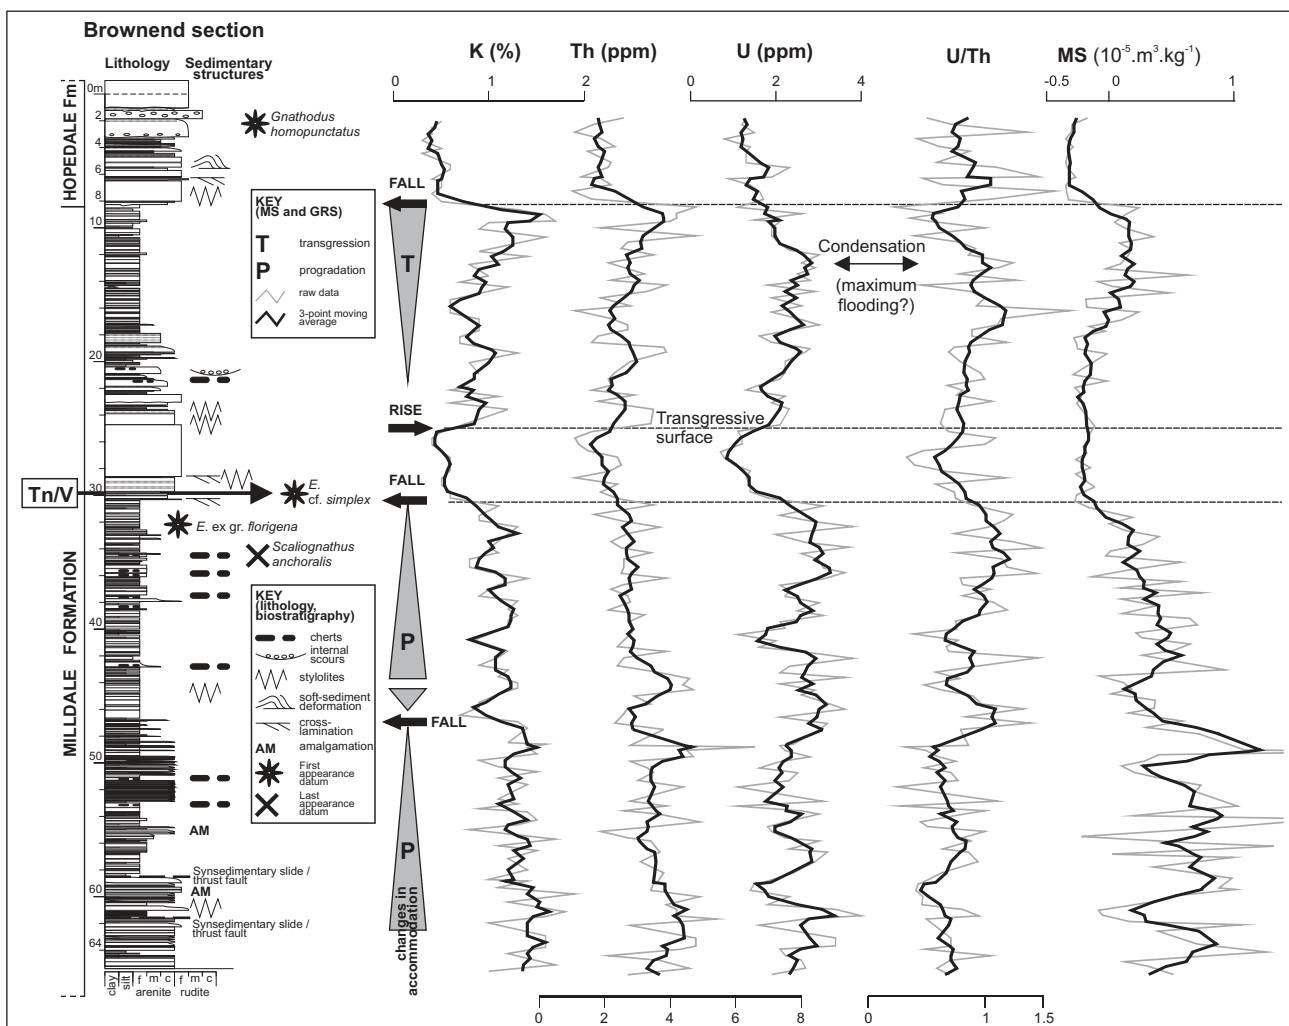 Brownend section
Lithology
Sedimentary
structures
K (%)
Th (ppm)
U (ppm)
U/Th
MS (10-5.m3.kg-1)
0
1
0
2
0
2
4
-0.5
0
1
HOPEDALE Fm
MILLDALE FORMATION
0m
2
4
6
8
10
20
30
40
50
60
64
Gnathodus
homopunctatus
KEY
(MS and GRS)
T transgression
P progradation
raw data
3-point moving
average
FALL
T
Condensation
(maximum
flooding?)
RISE
Transgressive
surface
FALL
Tn/V
E.
cf. simplex
E. ex gr. florigena
Scaliognathus
anchoralis
KEY
(lithology,
biostratigraphy)
cherts
internal
scours
stylolites
soft-sediment
deformation
cross-
lamination
AM amalgamation
First
appearance
datum
Last
appearance
datum
P
FALL
P
changes in
accommodation
AM
Synsedimentary slide /
thrust fault
AM
Synsedimentary slide /
thrust fault
clay
silt
f m c
f m c
arenite
rudite
0
2
4
6
8
0
1
1.5